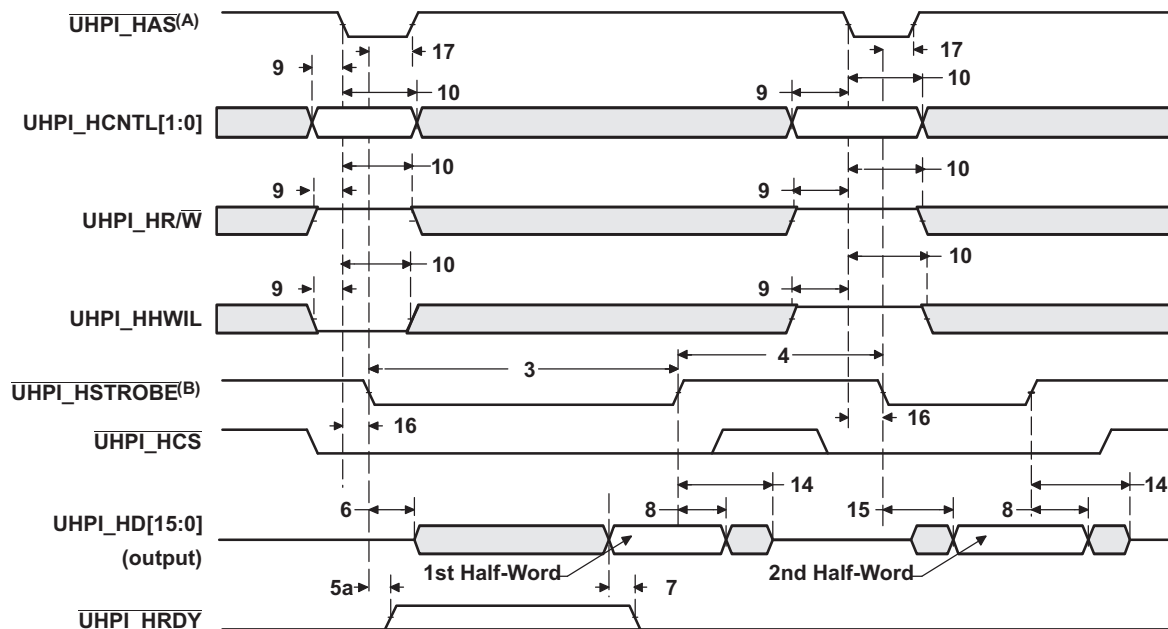 UHPI_HAS(A)
17 17
9 10 9 10
UHPI_HCNTL[1:0]
10 10
9 9
UHPI_HR/W
10 10
9 9
UHPI_HHWIL
3 4
UHPI_HSTROBE(B)
16 16
UHPI_HCS
14 14
6 8 15 8
UHPI_HD[15:0]
(output)
1st Half-Word 2nd Half-Word
5a 7
UHPI_HRDY